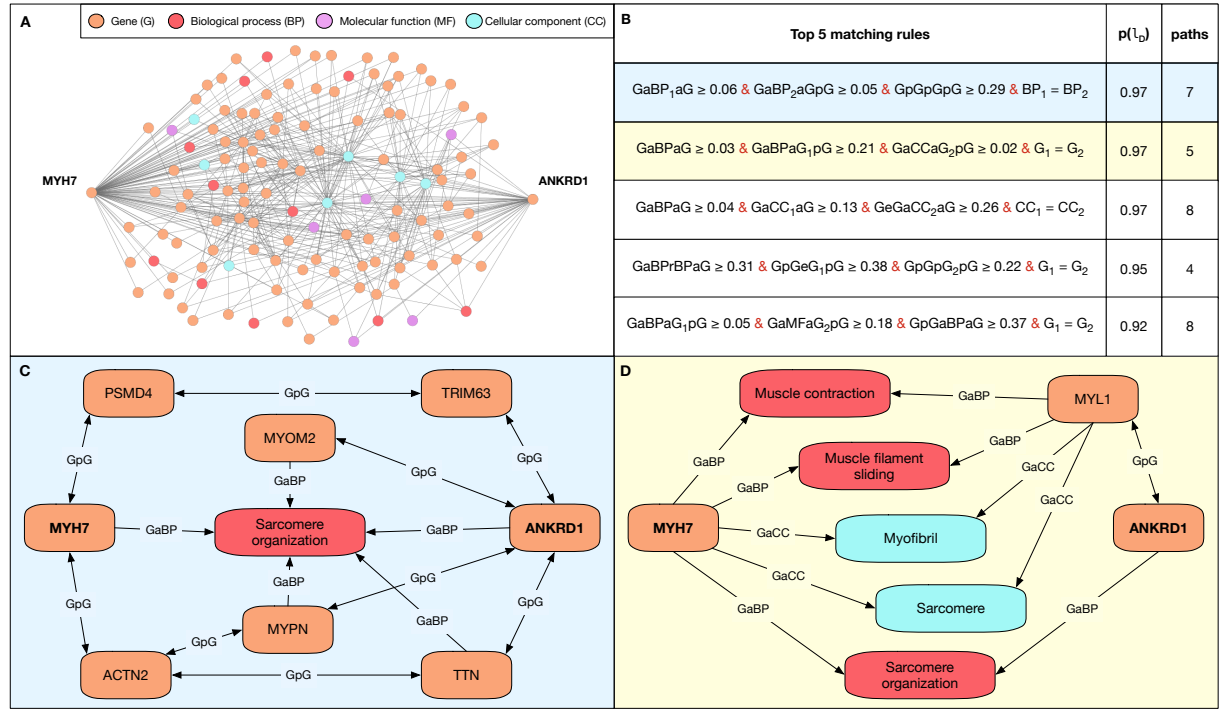 A
Gene (G)
Biological process (BP)
Molecular function (MF)
Cellular component (CC)
MYH7
ANKRD1
B
Top 5 matching rules
p(l_D)
paths
GaBP₁aG ≥ 0.06 & GaBP₂aGpG ≥ 0.05 & GpGpGpG ≥ 0.29 & BP₁ = BP₂
0.97
7
GaBPaG ≥ 0.03 & GaBPaG₁pG ≥ 0.21 & GaCCaG₂pG ≥ 0.02 & G₁ = G₂
0.97
5
GaBPaG ≥ 0.04 & GaCC₁aG ≥ 0.13 & GeGaCC₂aG ≥ 0.26 & CC₁ = CC₂
0.97
8
GaBPrBPaG ≥ 0.31 & GpGeG₁pG ≥ 0.38 & GpGpG₂pG ≥ 0.22 & G₁ = G₂
0.95
4
GaBPaG₁pG ≥ 0.05 & GaMFaG₂pG ≥ 0.18 & GpGaBPaG ≥ 0.37 & G₁ = G₂
0.92
8
C
PSMD4
GpG
TRIM63
MYOM2
GpG
GpG
GpG
GaBP
MYH7
GaBP
Sarcomere
organization
GaBP
ANKRD1
GaBP
GpG
GpG
GpG
MYPN
GaBP
GpG
ACTN2
GpG
TTN
D
Muscle contraction
GaBP
MYL1
GaBP
GaBP
Muscle filament
sliding
GaBP
GaCC
GpG
GaCC
MYH7
GaCC
Myofibril
ANKRD1
GaCC
Sarcomere
GaBP
GaBP
Sarcomere
organization